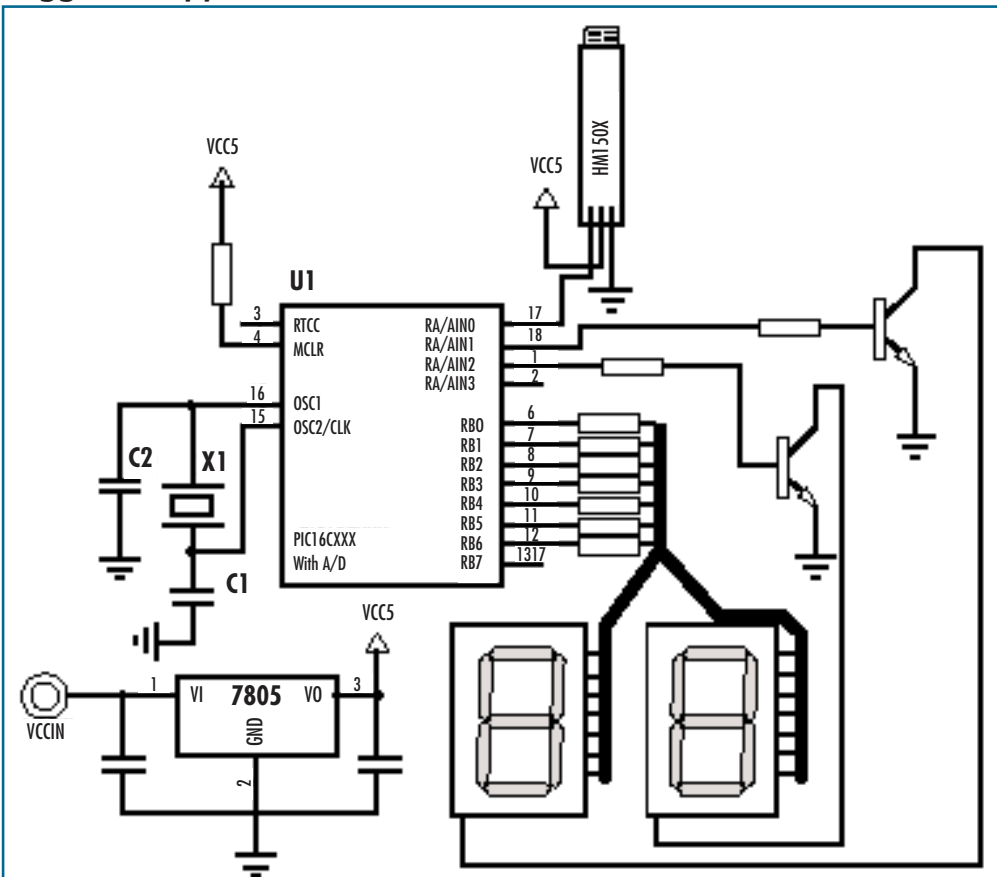 VCC5
HM150X
VCC5
U1
3 RTCC
4 MCLR
16 OSC1
15 OSC2/CLK
RA/AIN0 17
RA/AIN1 18
RA/AIN2 1
RA/AIN3 2
RB0 6
RB1 7
RB2 8
RB3 9
RB4 10
RB5 11
RB6 12
RB7 1317
PIC16CXXX
With A/D
C2
X1
C1
VCC5
VCCIN
1 VI 7805 VO 3
GND
2